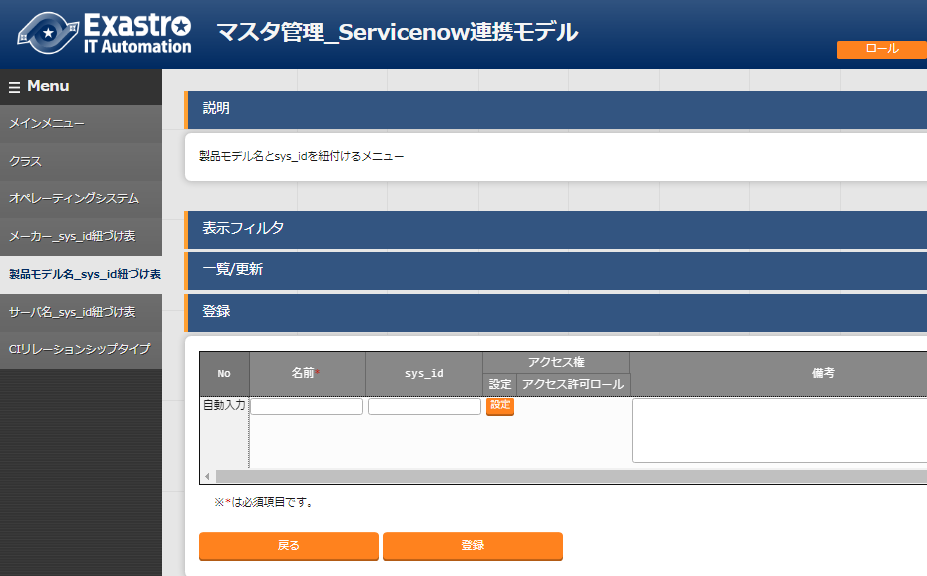 Exastro
IT Automation
マスタ管理_Servicenow連携モデル
ロール
Menu
メインメニュー
クラス
オペレーティングシステム
メーカー_sys_id紐づけ表
製品モデル名_sys_id紐づけ表
サーバ名_sys_id紐づけ表
CIリレーションシップタイプ
説明
製品モデル名とsys_idを紐付けるメニュー
表示フィルタ
一覧/更新
登録
No 名前* sys_id アクセス権 備考
設定 アクセス許可ロール
自動入力 設定
※*は必須項目です。
戻る 登録